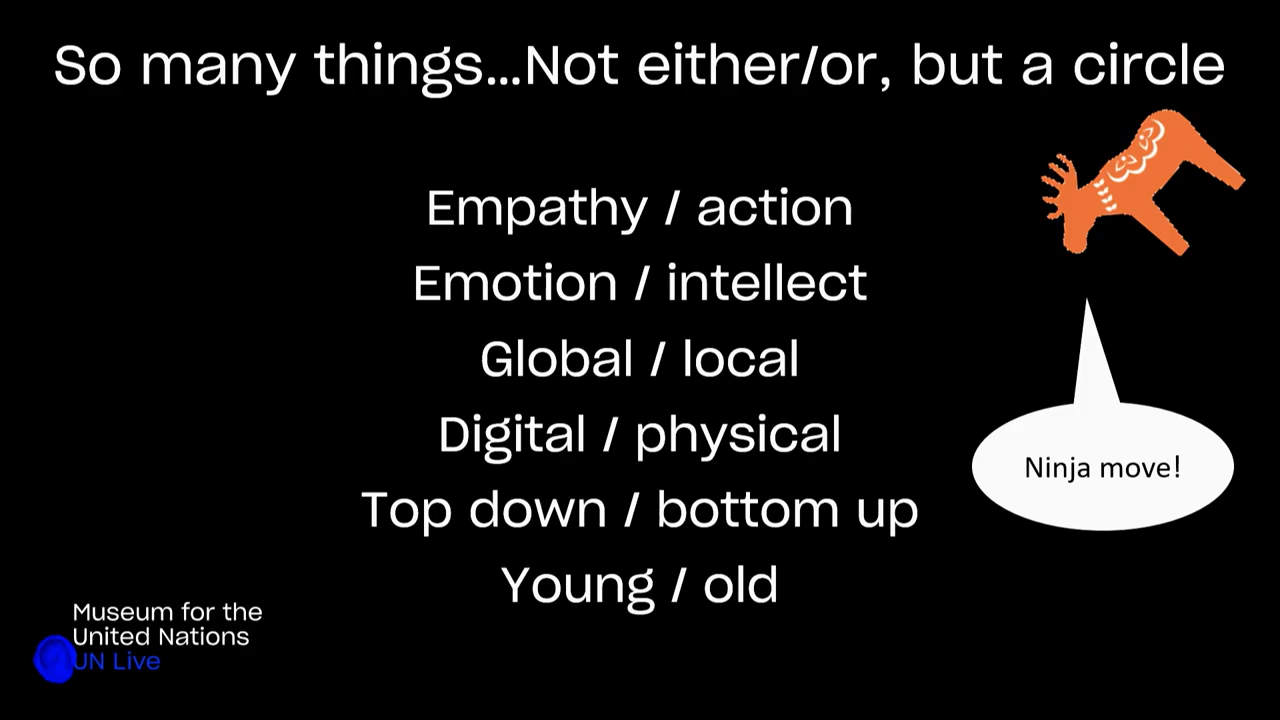 So many things...Not either/or, but a circle
Empathy / action
Emotion / intellect
Global / local
Digital / physical
Top down / bottom up
Young / old
Ninja move!
Museum for the
United Nations
UN Live